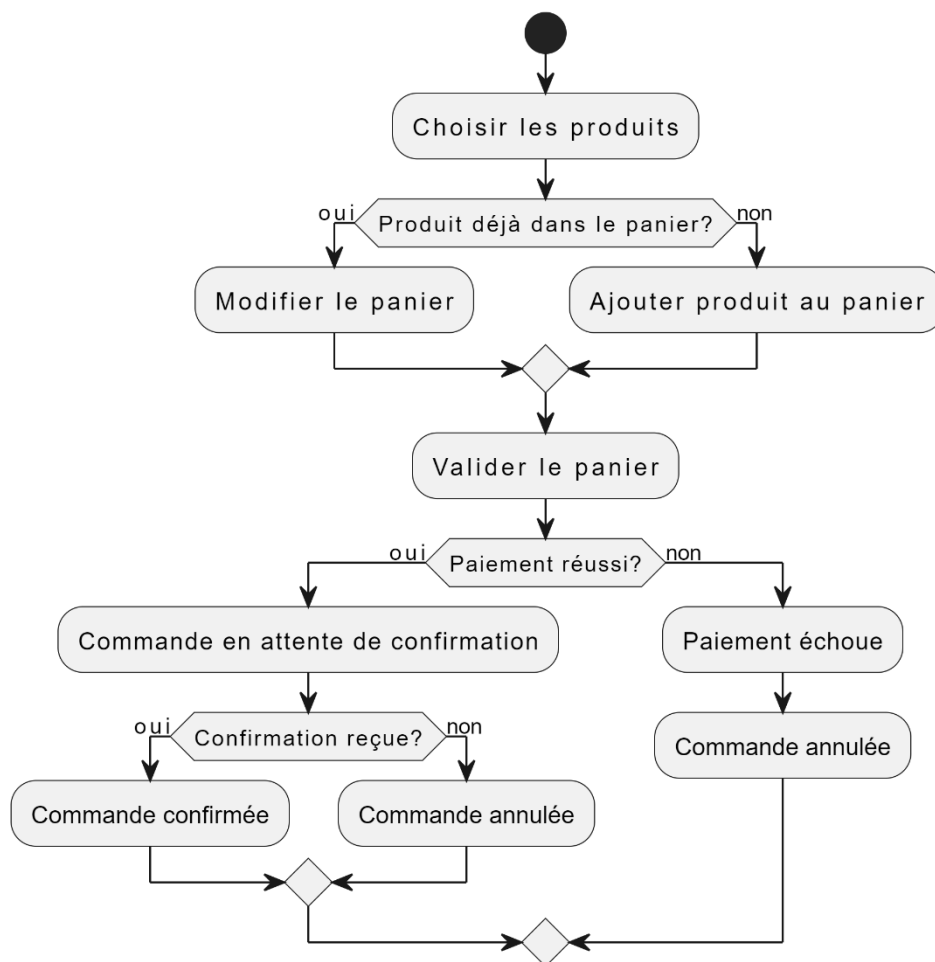 Choisir les produits
oui
Produit déjà dans le panier?
non
Modifier le panier
Ajouter produit au panier
Valider le panier
oui
Paiement réussi?
non
Commande en attente de confirmation
Paiement échoue
oui
Confirmation reçue?
non
Commande annulée
Commande confirmée
Commande annulée